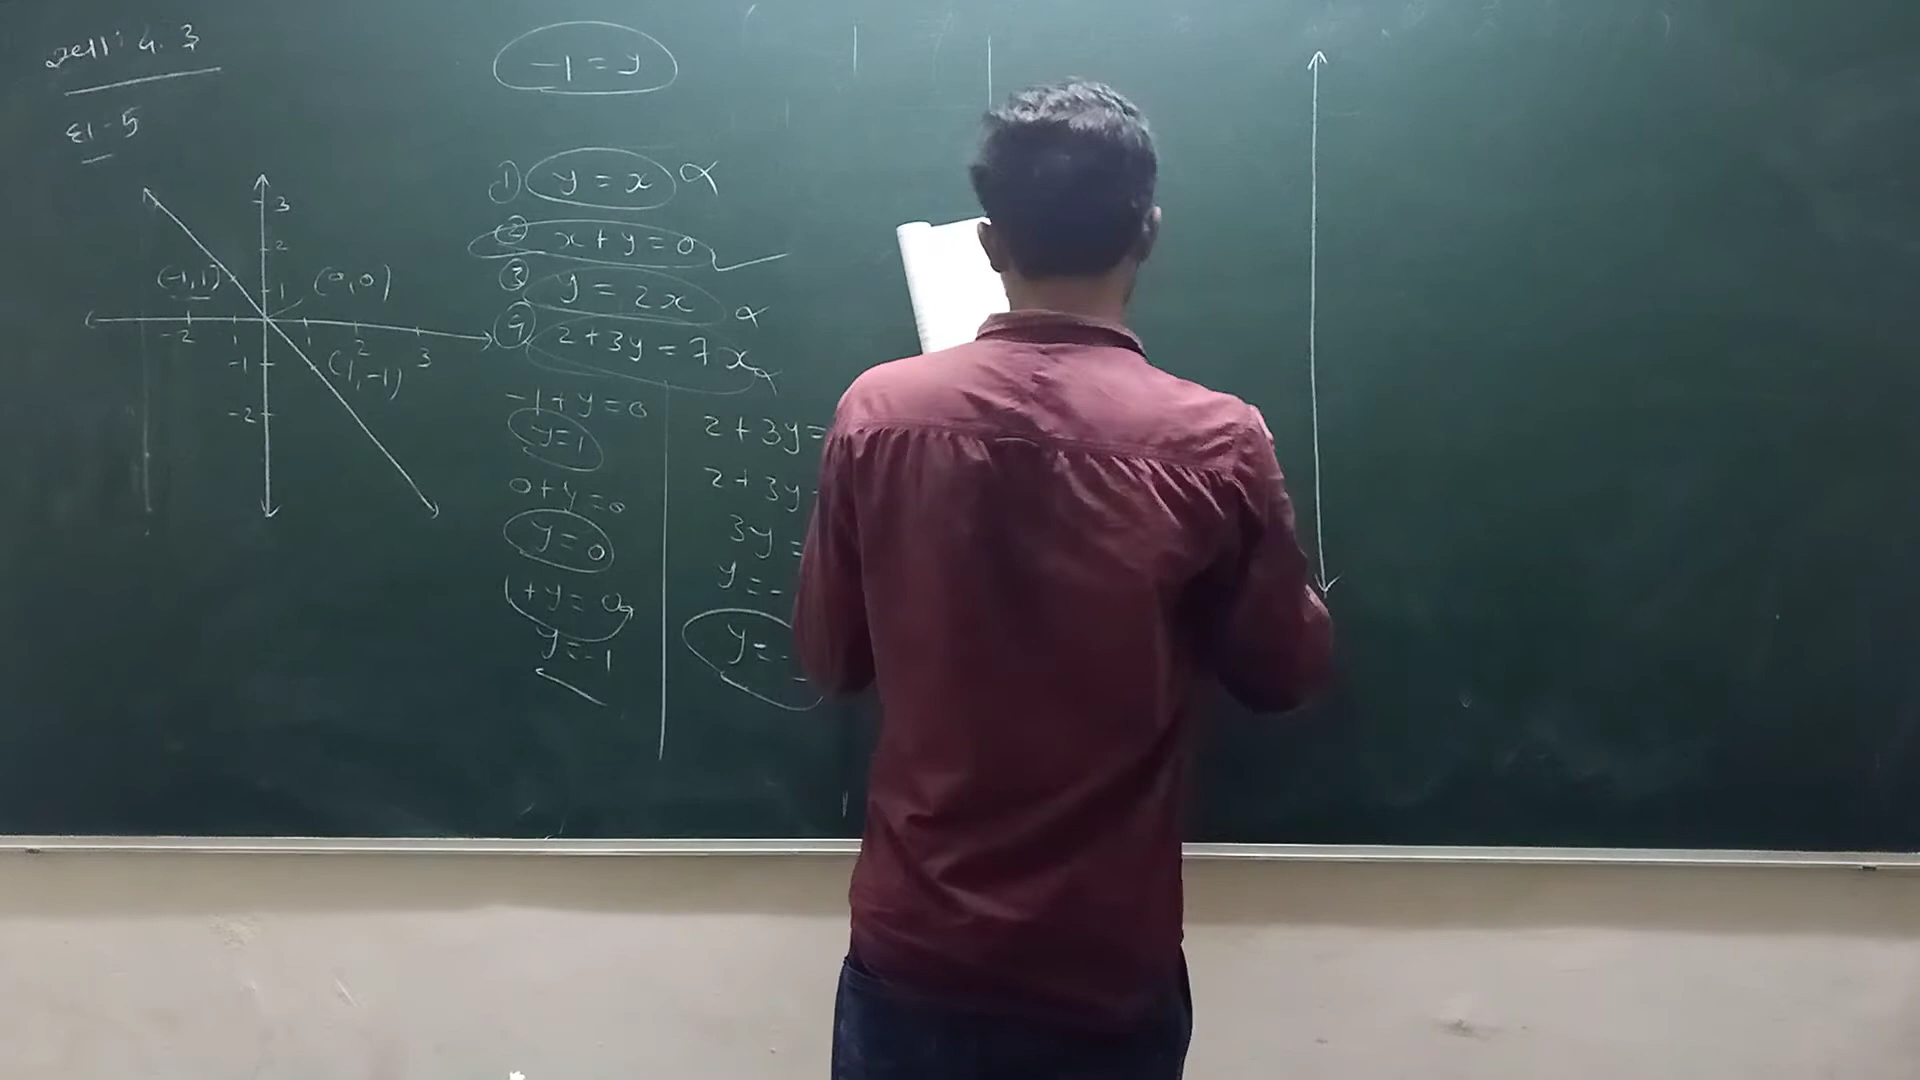 4.3
-5
3
2
(-1,1)
1
(0,0)
-2
1
2
3
-1
(1,-1)
-2
-1 = y
① y = x
② x + y = 0
③ y = 2x
④ 2 + 3y = 7x
-1 + y = 0
y = 1
0 + y = 0
y = 0
1 + y = 0
y = -1
2 + 3y =
2 + 3y
3y =
y = -
y = -